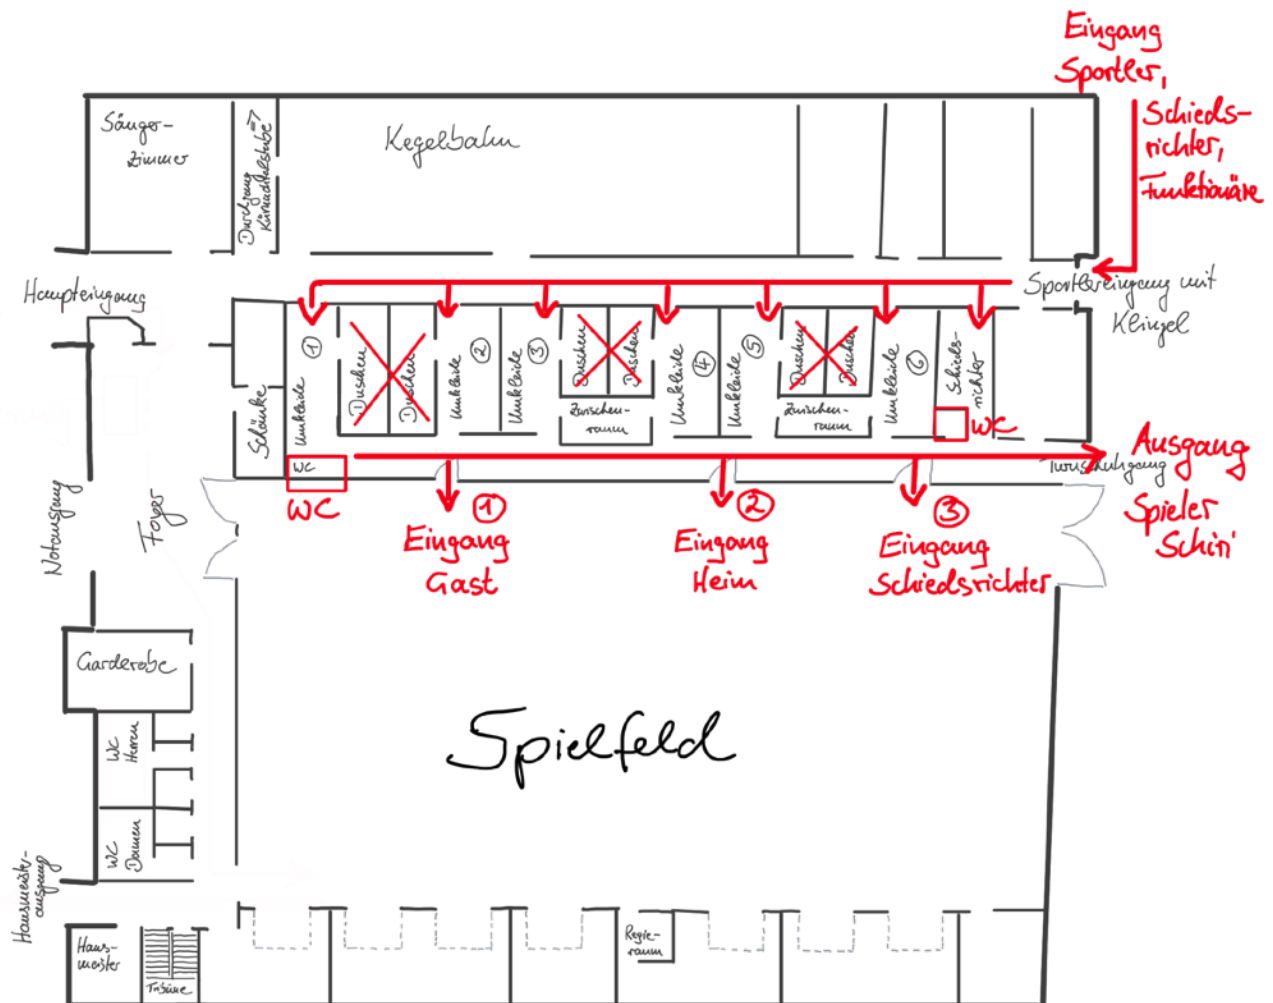 Eingang
Sportler,
Schieds-
richter,
Funktionäre
Sänger-
zimmer
Durchgang =>
Kegelbahn
Haupteingang
Sportlereingang mit
Klingel
Schänke
Umkleide ①
Duschen
Duschen
Umkleide ②
Umkleide ③
Duschen
Duschen
Zwischen-
raum
Umkleide ④
Umkleide ⑤
Duschen
Duschen
Zwischen-
raum
Umkleide ⑥
Schieds-
richter
WC
WC
WC
Turnschuhgang
Ausgang
Spieler
Schiri
①
Eingang
Gast
②
Eingang
Heim
③
Eingang
Schiedsrichter
Notausgang
Foyer
Garderobe
WC
Herren
WC
Damen
Spielfeld
Hausmeister-
ausgang
Haus-
meister
Tribüne
Regie-
raum